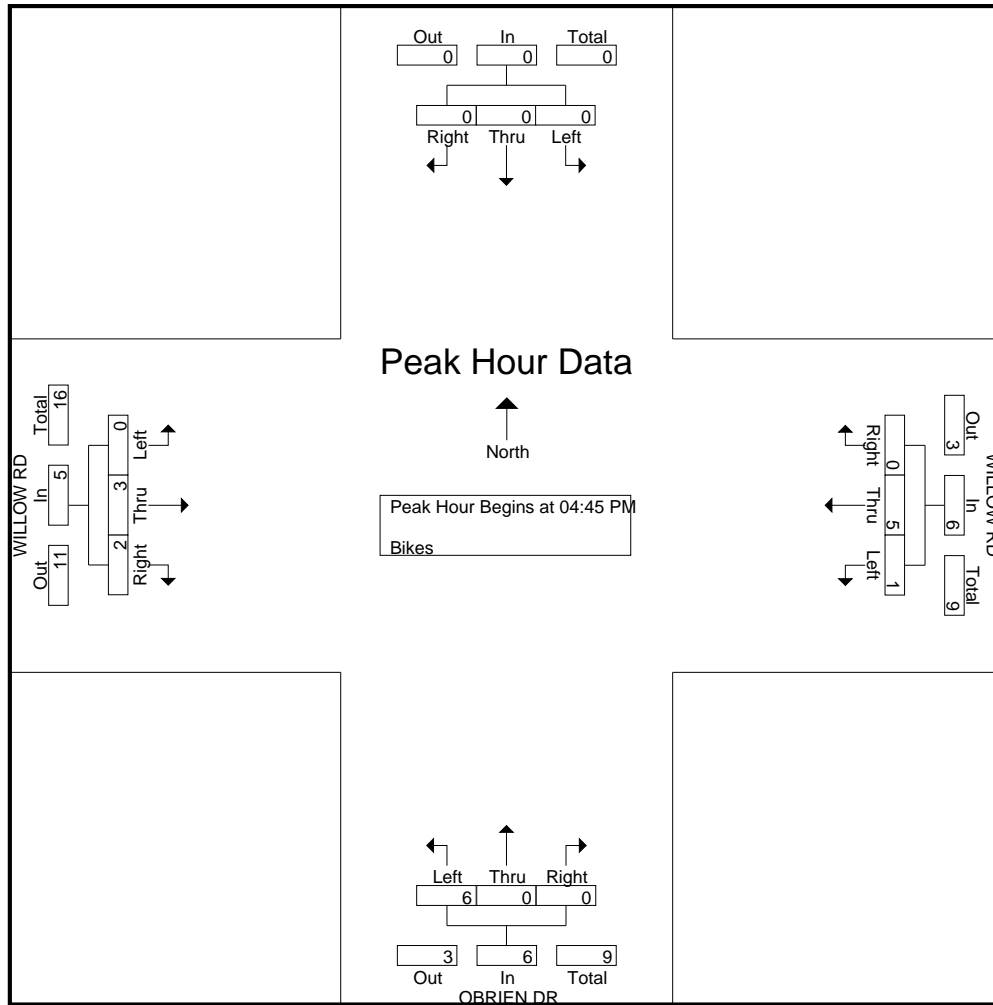 Out In Total
0 0 0
0 0 0
Right Thru Left
Peak Hour Data
North
Peak Hour Begins at 04:45 PM
Bikes
WILLOW RD
Total In Out
16 5 11
0 3 2
Left Thru Right
Right Thru Left
0 5 1
Out In Total
3 6 9
WILLOW RD
Left Thru Right
6 0 0
3 6 9
Out In Total
OBRIEN DR